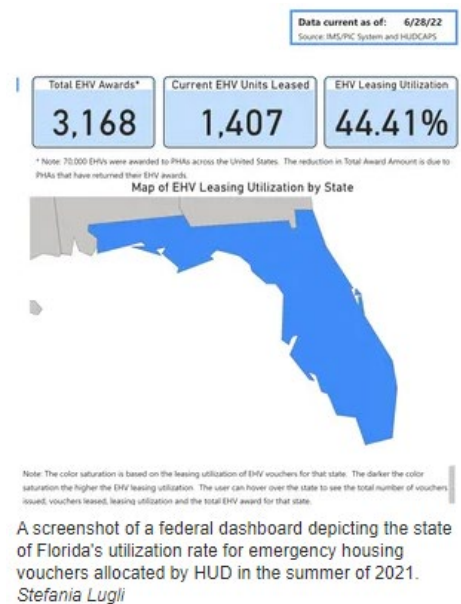 Data current as of: 6/28/22
Source: IMS/PIC System and HUDCAPS
Total EHV Awards*
3,168
Current EHV Units Leased
1,407
EHV Leasing Utilization
44.41%
* Note: 70,000 EHVs were awarded to PHAs across the United States. The reduction in Total Award Amount is due to
PHAs that have returned their EHV awards.
Map of EHV Leasing Utilization by State
Note: The color saturation is based on the leasing utilization of EHV vouchers for that state. The darker the color
saturation the higher the EHV leasing utilization. The user can hover over the state to see the total number of vouchers
issued, vouchers leased, leasing utilization and the total EHV award for that state.
A screenshot of a federal dashboard depicting the state
of Florida's utilization rate for emergency housing
vouchers allocated by HUD in the summer of 2021.
Stefania Lugli